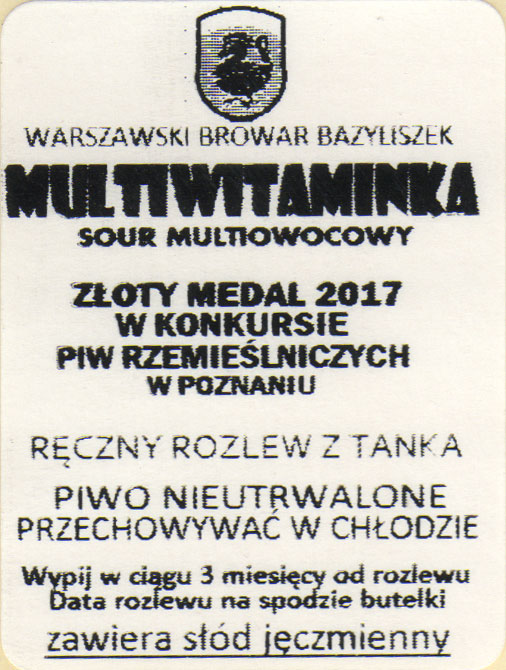 WARSZAWSKI BROWAR BAZYLISZEK
MULTIWITAMINKA
SOUR MULTIOWOCOWY
ZŁOTY MEDAL 2017
W KONKURSIE
PIW RZEMIEŚLNICZYCH
W POZNANIU
RĘCZNY ROZLEW Z TANKA
PIWO NIEUTRWALONE
PRZECHOWYWAĆ W CHŁODZIE
Wypij w ciągu 3 miesięcy od rozlewu
Data rozlewu na spodzie butelki
zawiera słód jęczmienny